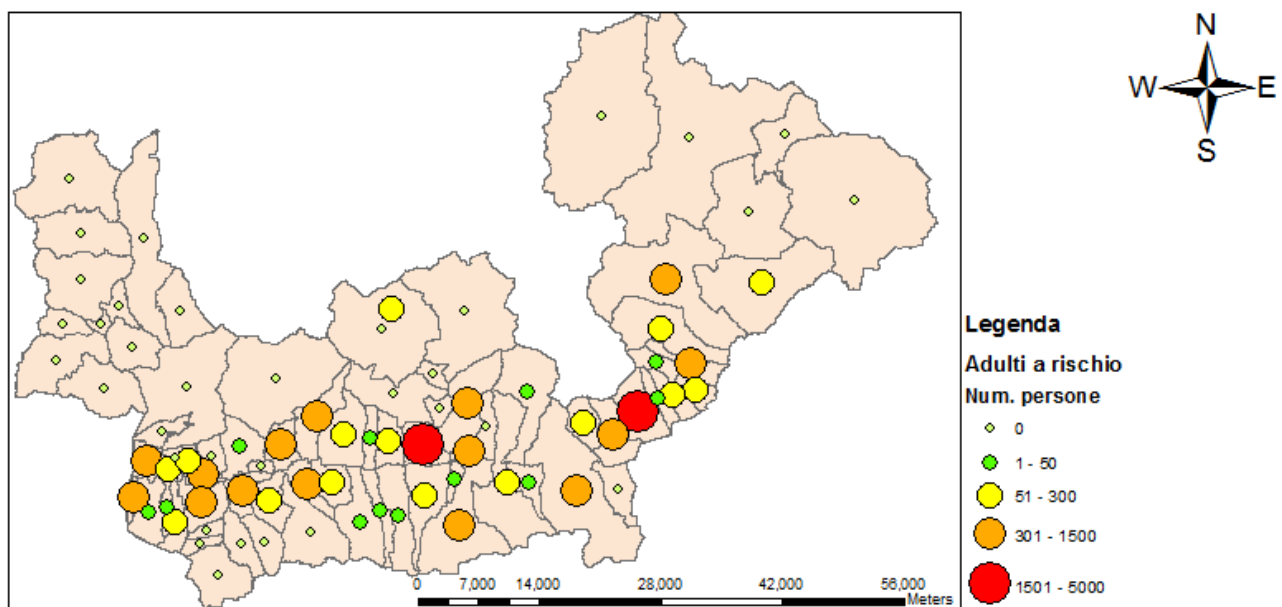 N
W E
S
Legenda
Adulti a rischio
Num. persone
0
1 - 50
51 - 300
301 - 1500
1501 - 5000
0 7,000 14,000 28,000 42,000 56,000
Meters